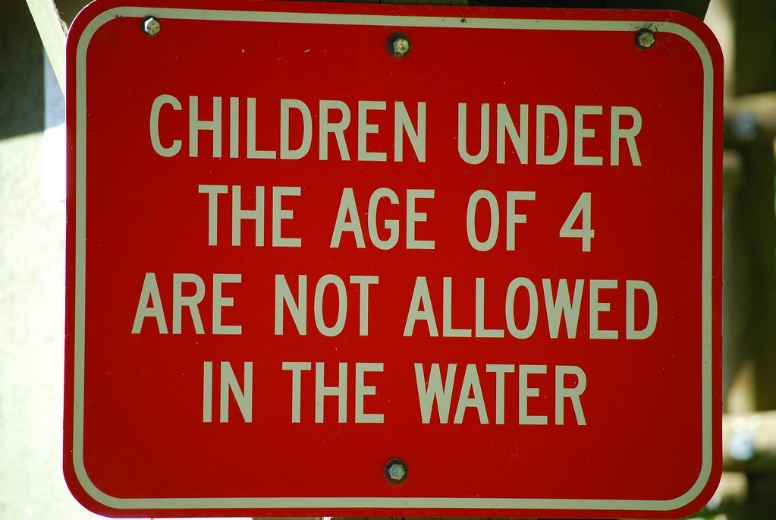 CHILDREN UNDER
THE AGE OF 4
ARE NOT ALLOWED
IN THE WATER